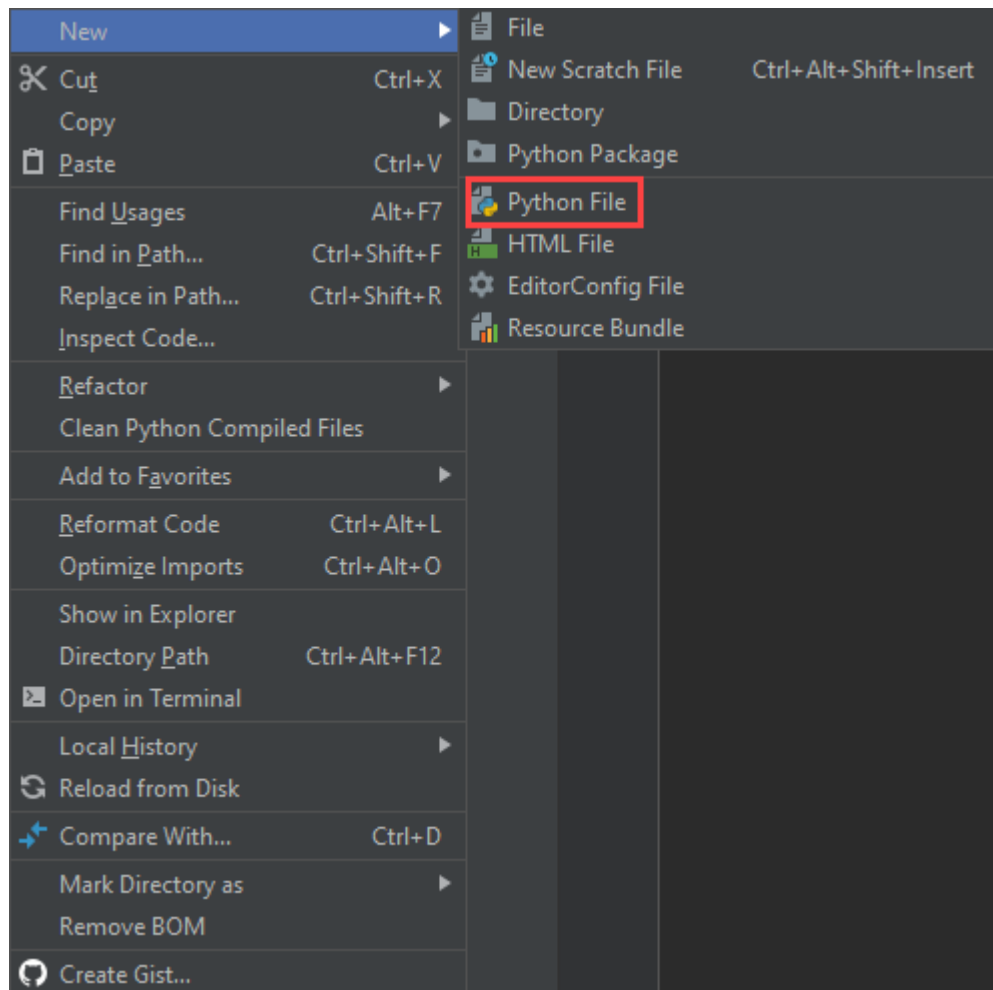 New
Cut Ctrl+X
Copy
Paste Ctrl+V
Find Usages Alt+F7
Find in Path... Ctrl+Shift+F
Replace in Path... Ctrl+Shift+R
Inspect Code...
Refactor
Clean Python Compiled Files
Add to Favorites
Reformat Code Ctrl+Alt+L
Optimize Imports Ctrl+Alt+O
Show in Explorer
Directory Path Ctrl+Alt+F12
Open in Terminal
Local History
Reload from Disk
Compare With... Ctrl+D
Mark Directory as
Remove BOM
Create Gist...
File
New Scratch File Ctrl+Alt+Shift+Insert
Directory
Python Package
Python File
H HTML File
EditorConfig File
Resource Bundle